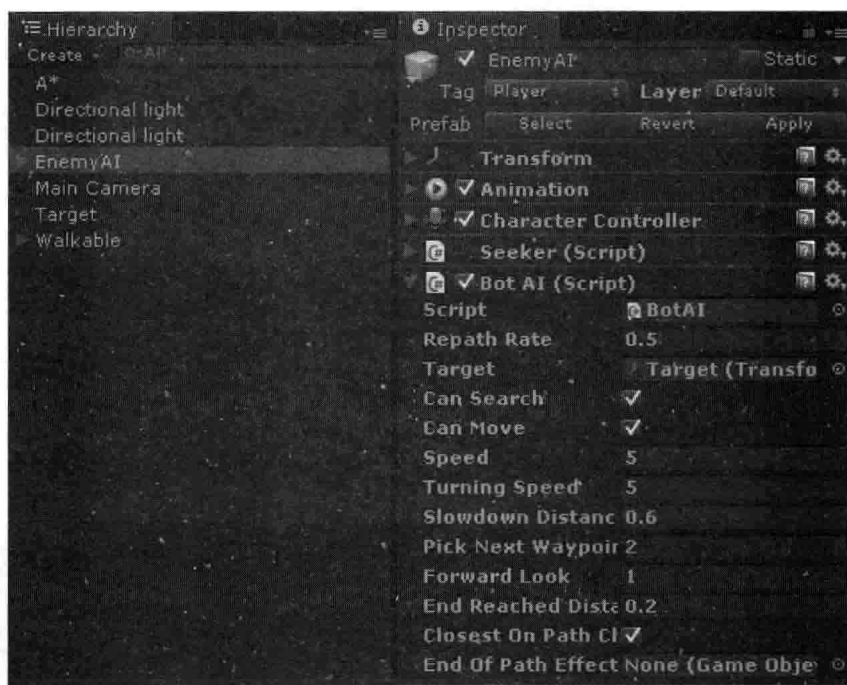 Hierarchy
Create
All
A*
Directional light
Directional light
EnemyAI
Main Camera
Target
Walkable
Inspector
EnemyAI Static
Tag Player Layer Default
Prefab Select Revert Apply
Transform
Animation
Character Controller
Seeker (Script)
Bot AI (Script)
Script BotAI
Repath Rate 0.5
Target Target (Transfo
Can Search
Can Move
Speed 5
Turning Speed 5
Slowdown Distanc 0.6
Pick Next Waypoir 2
Forward Look 1
End Reached Dista 0.2
Closest On Path Cl
End Of Path Effect None (Game Obje